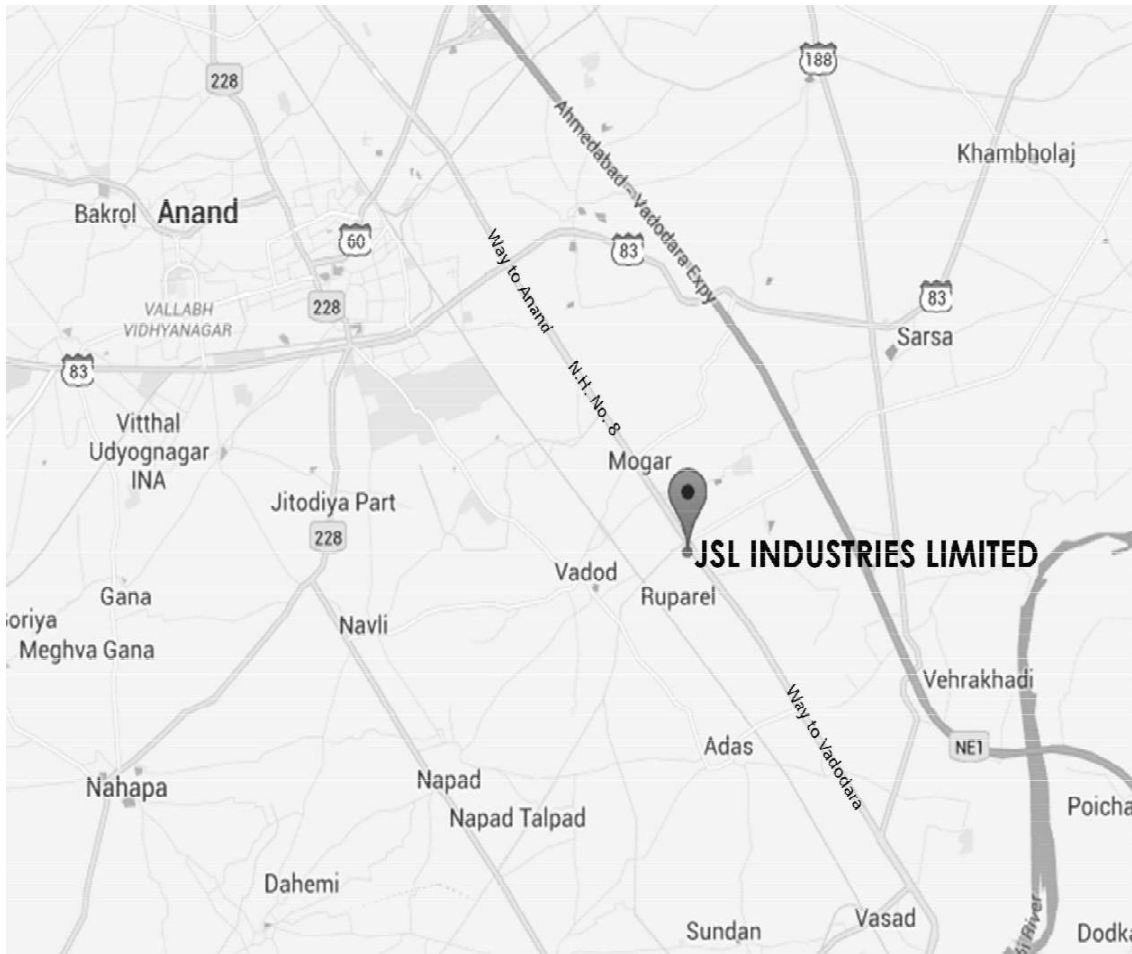 228
188
Ahmedabad - Vadodara Expy
Khambholaj
Bakrol
Anand
60
83
Way to Anand
VALLABH
VIDHYANAGAR
228
83
Sarsa
83
N.H. No. 8
Vitthal
Udyognagar
INA
Mogar
Jitodiya Part
228
JSL INDUSTRIES LIMITED
Vadod
Ruparel
Gana
oriya
Navli
Meghva Gana
Vehrakhadi
Way to Vadodara
Adas
NE1
Nahapa
Napad
Napad Talpad
Poicha
Dahemi
Vasad
Sundan
River
Dodka